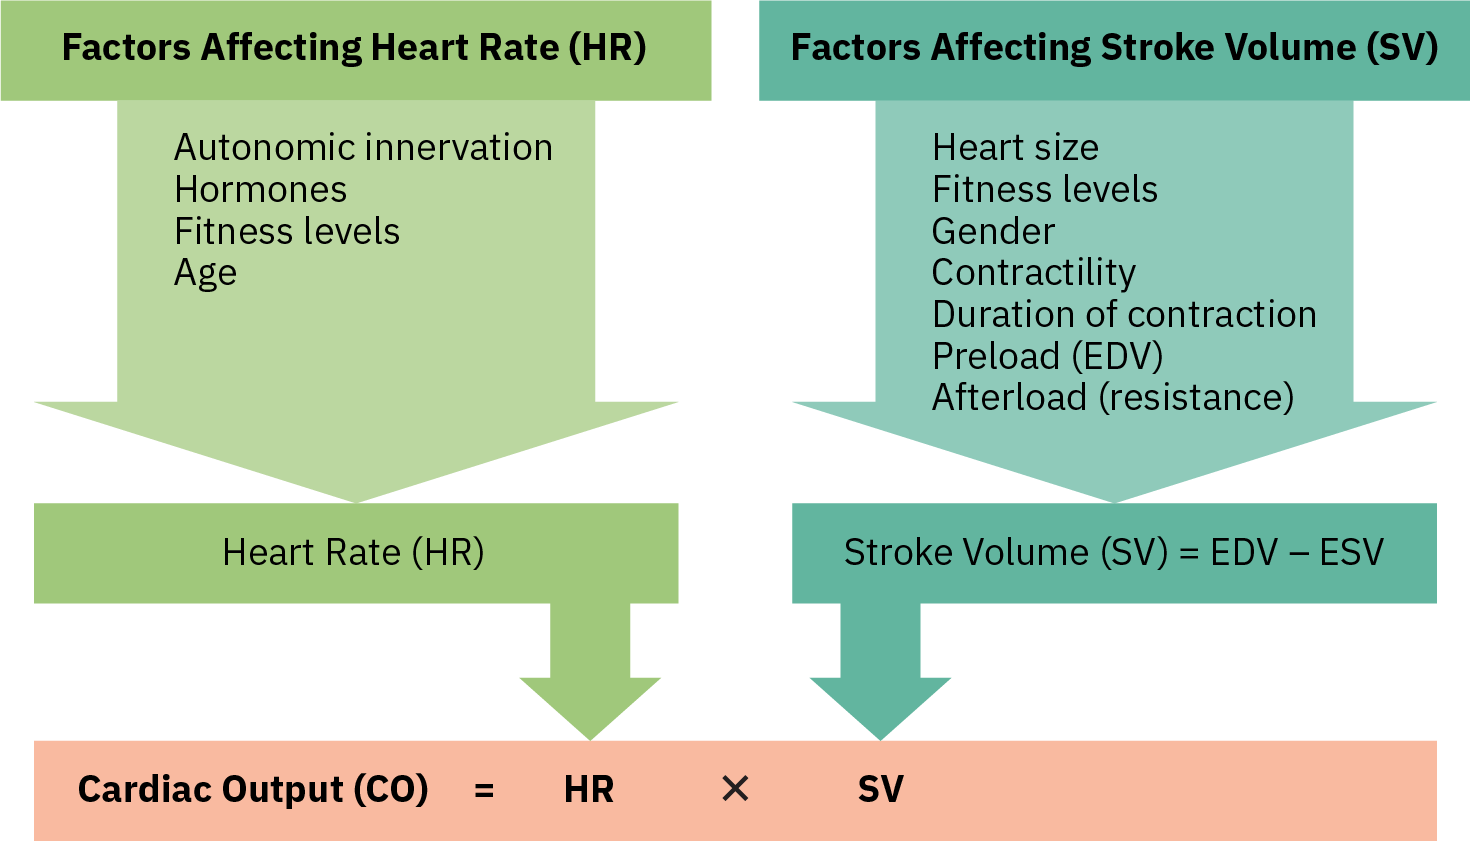 Factors Affecting Heart Rate (HR)
Autonomic innervation
Hormones
Fitness levels
Age
Heart Rate (HR)
Factors Affecting Stroke Volume (SV)
Heart size
Fitness levels
Gender
Contractility
Duration of contraction
Preload (EDV)
Afterload (resistance)
Stroke Volume (SV) = EDV – ESV
Cardiac Output (CO) = HR × SV